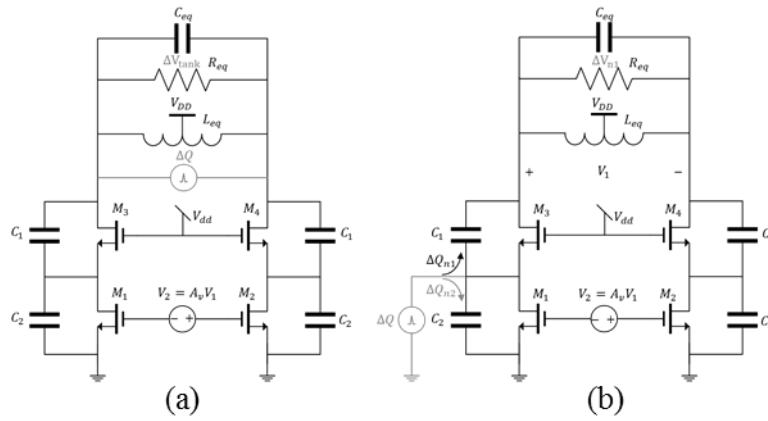 C_eq
ΔV_tank R_eq
V_DD
L_eq
ΔQ
M_3 M_4
C_1 V_dd C_1
M_1 V_2 = A_vV_1 M_2
C_2 - + C_2
(a)
C_eq
ΔV_n1 R_eq
V_DD
L_eq
+ V_1 −
M_3 M_4
C_1 V_dd C
ΔQ_n1
ΔQ_n2 M_1 V_2 = A_vV_1 M_2
ΔQ C_2 - + C
(b)